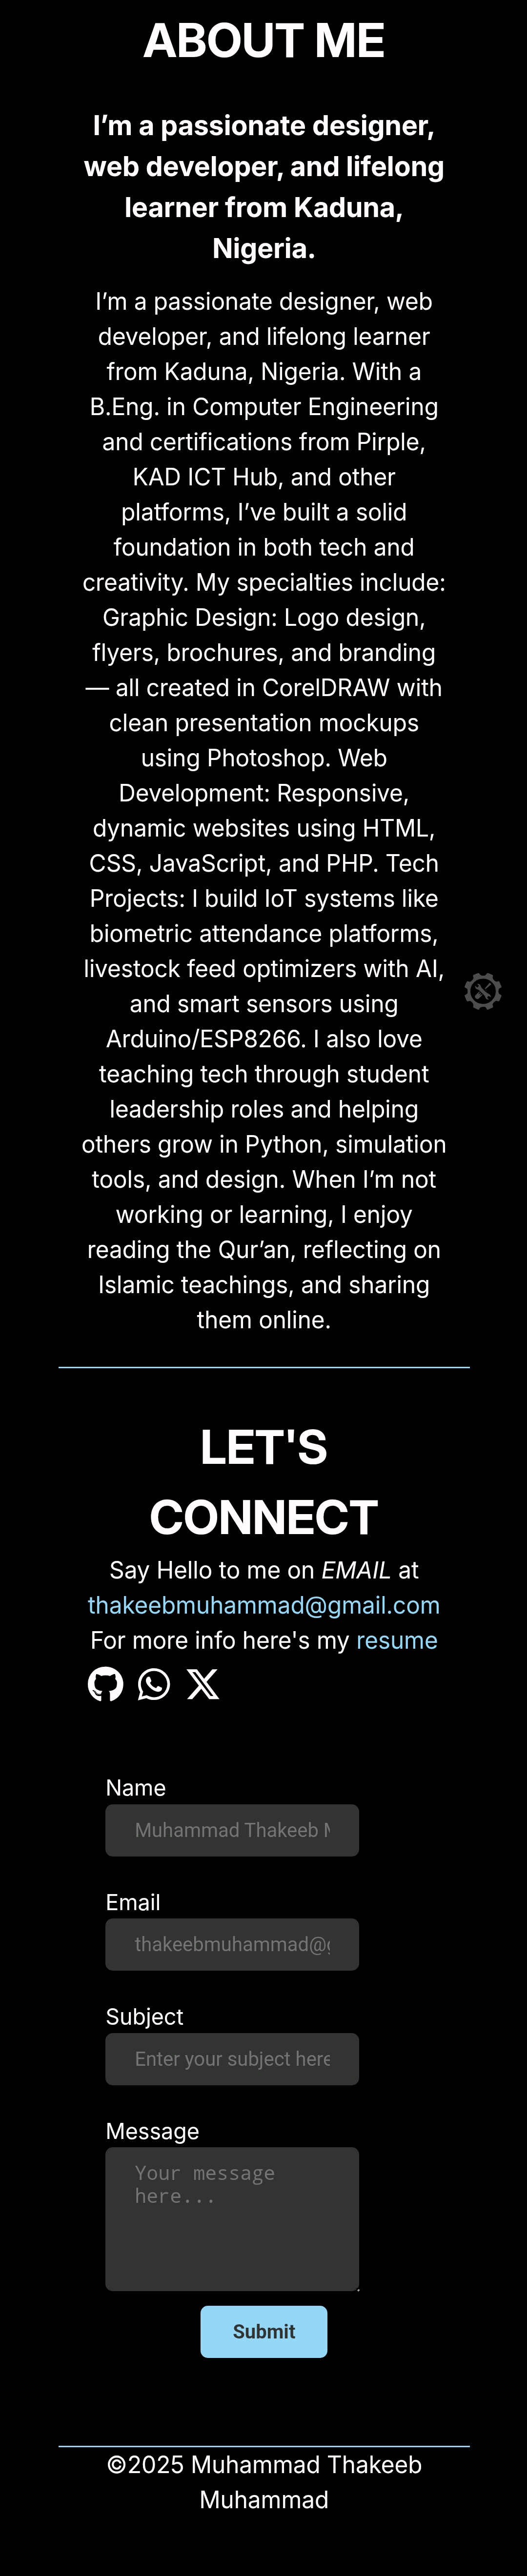 ABOUT ME
I’m a passionate designer,
web developer, and lifelong
learner from Kaduna,
Nigeria.
I’m a passionate designer, web
developer, and lifelong learner
from Kaduna, Nigeria. With a
B.Eng. in Computer Engineering
and certifications from Pirple,
KAD ICT Hub, and other
platforms, I’ve built a solid
foundation in both tech and
creativity. My specialties include:
Graphic Design: Logo design,
flyers, brochures, and branding
— all created in CorelDRAW with
clean presentation mockups
using Photoshop. Web
Development: Responsive,
dynamic websites using HTML,
CSS, JavaScript, and PHP. Tech
Projects: I build IoT systems like
biometric attendance platforms,
livestock feed optimizers with AI,
and smart sensors using
Arduino/ESP8266. I also love
teaching tech through student
leadership roles and helping
others grow in Python, simulation
tools, and design. When I’m not
working or learning, I enjoy
reading the Qur’an, reflecting on
Islamic teachings, and sharing
them online.
LET'S
CONNECT
Say Hello to me on EMAIL at
thakeebmuhammad@gmail.com
For more info here's my resume
Name
Muhammad Thakeeb
Email
thakeebmuhammad@
Subject
Enter your subject here
Message
Your message
here...
Submit
©2025 Muhammad Thakeeb
Muhammad